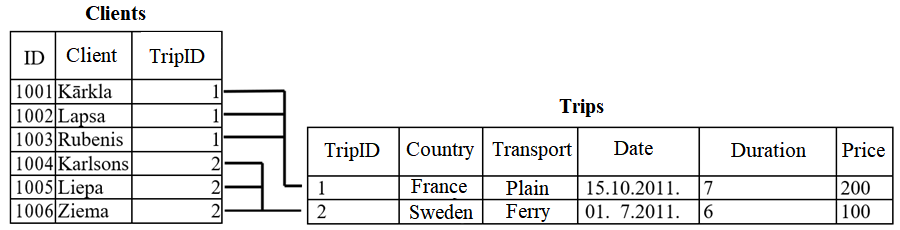 Clients
ID Client TripID
1001 Kārkla 1
1002 Lapsa 1
1003 Rubenis 1
1004 Karlsons 2
1005 Liepa 2
1006 Ziema 2
Trips
TripID Country Transport Date Duration Price
1 France Plain 15.10.2011. 7 200
2 Sweden Ferry 01. 7.2011. 6 100